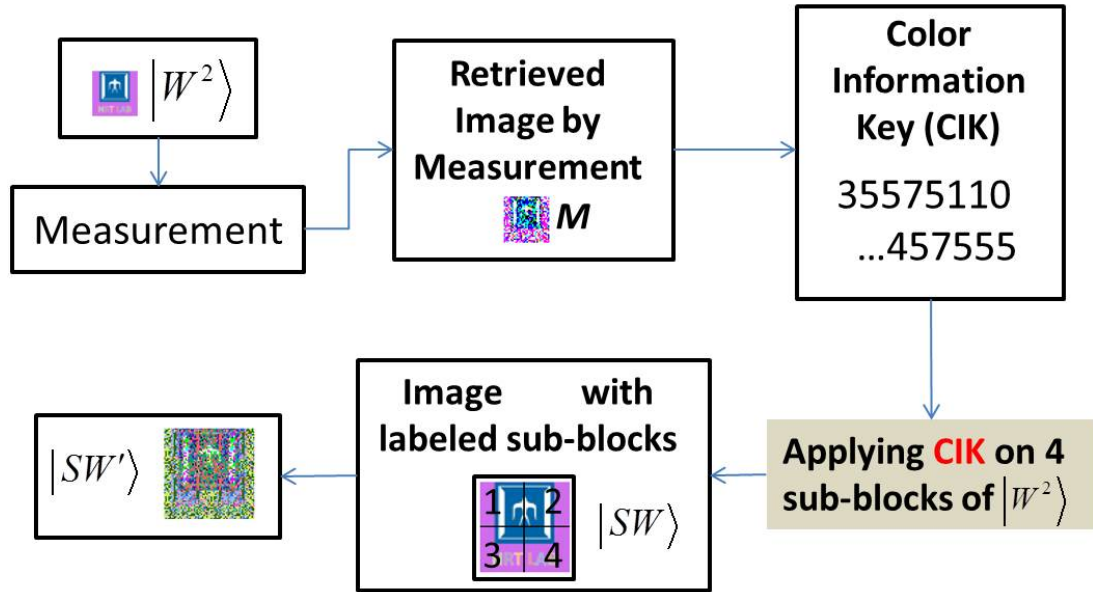 |W²⟩
Measurement
Retrieved
Image by
Measurement
M
Color
Information
Key (CIK)
35575110
...457555
Applying CIK on 4
sub-blocks of |W²⟩
Image with
labeled sub-blocks
1 2
3 4
|SW⟩
|SW'⟩